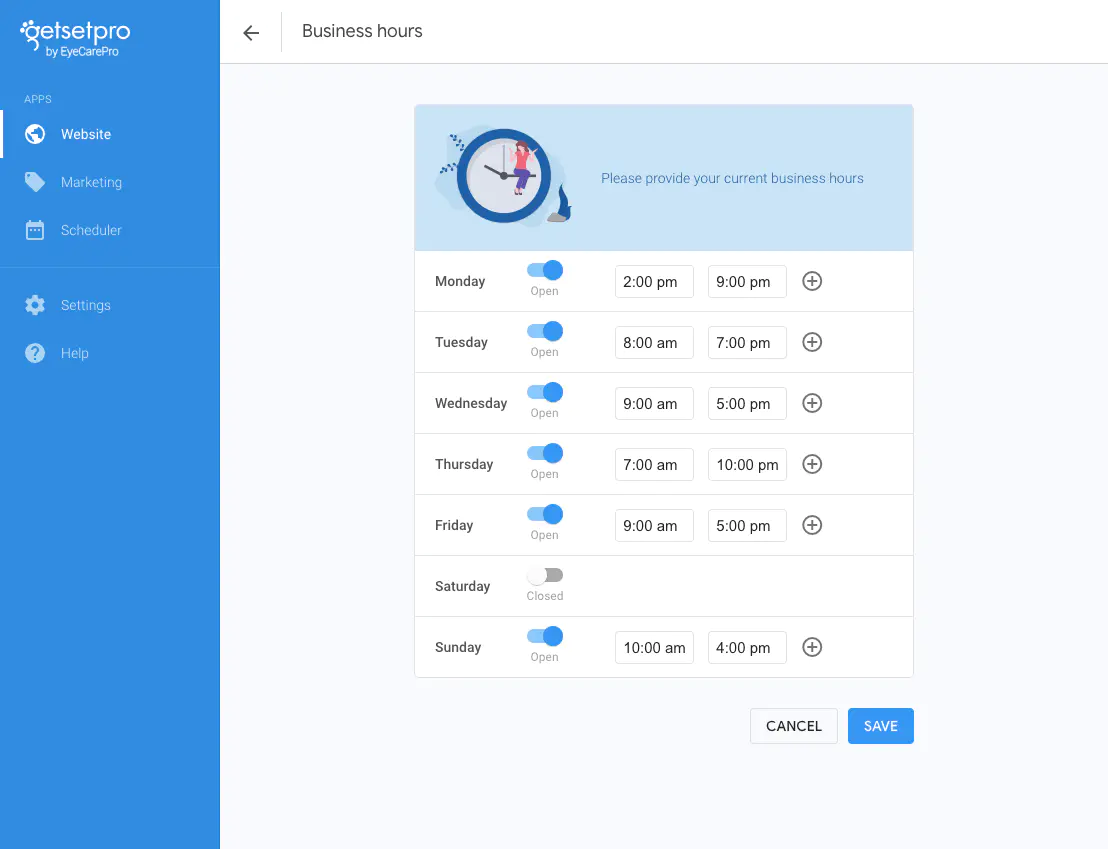 getsetpro
by EyeCarePro
Business hours
APPS
Website
Marketing
Scheduler
Settings
Help
Please provide your current business hours
Monday Open 2:00 pm 9:00 pm
Tuesday Open 8:00 am 7:00 pm
Wednesday Open 9:00 am 5:00 pm
Thursday Open 7:00 am 10:00 pm
Friday Open 9:00 am 5:00 pm
Saturday Closed
Sunday Open 10:00 am 4:00 pm
CANCEL SAVE